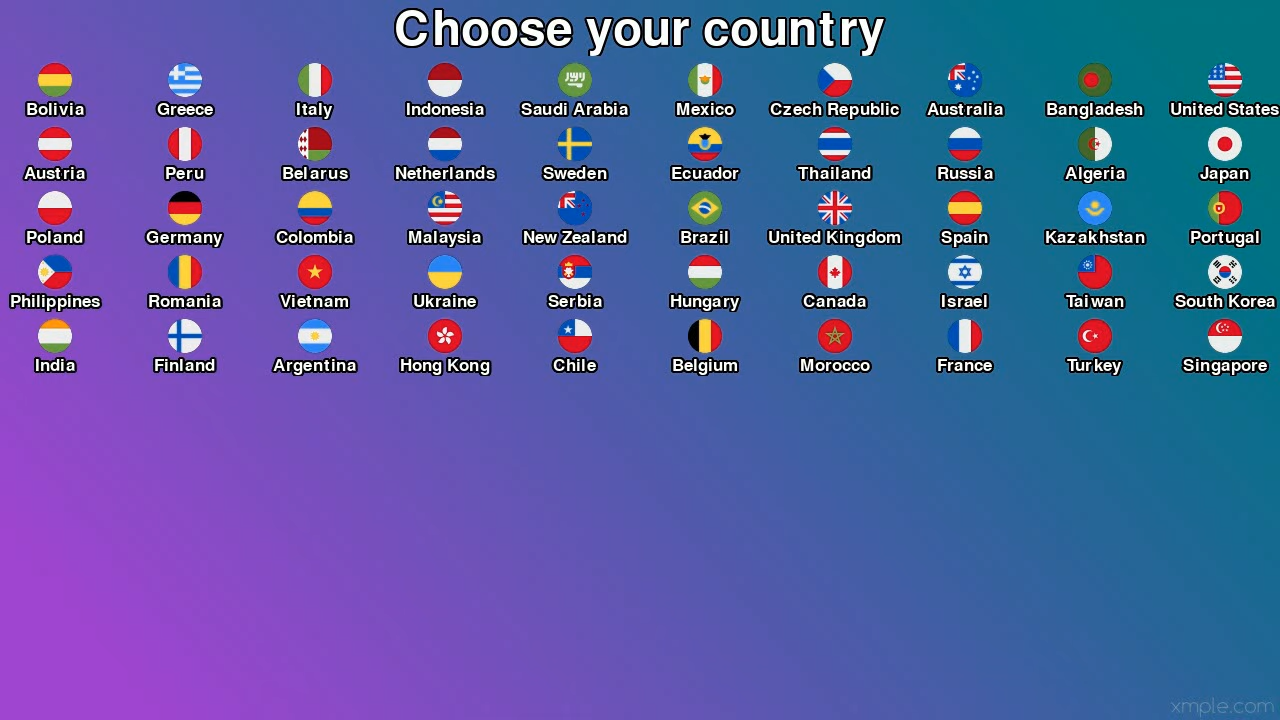 Choose your country
Bolivia Greece Italy Indonesia Saudi Arabia Mexico Czech Republic Australia Bangladesh United States
Austria Peru Belarus Netherlands Sweden Ecuador Thailand Russia Algeria Japan
Poland Germany Colombia Malaysia New Zealand Brazil United Kingdom Spain Kazakhstan Portugal
Philippines Romania Vietnam Ukraine Serbia Hungary Canada Israel Taiwan South Korea
India Finland Argentina Hong Kong Chile Belgium Morocco France Turkey Singapore
xmple.com